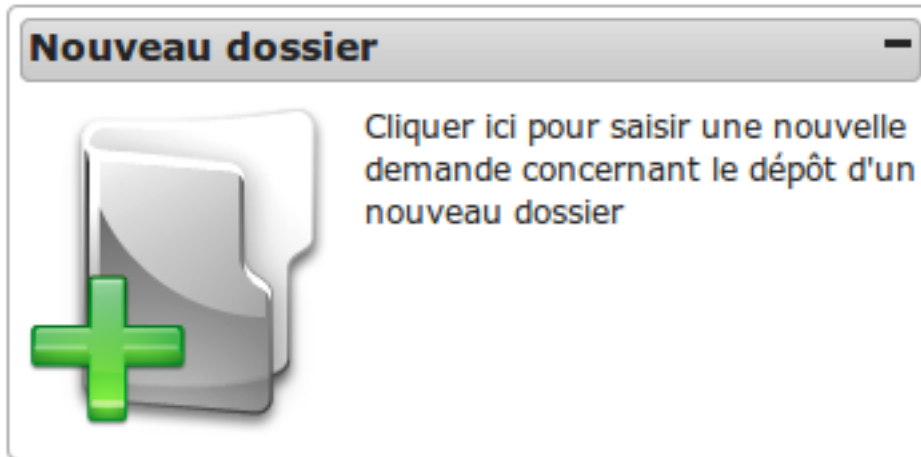 Nouveau dossier
Cliquer ici pour saisir une nouvelle
demande concernant le dépôt d'un
nouveau dossier